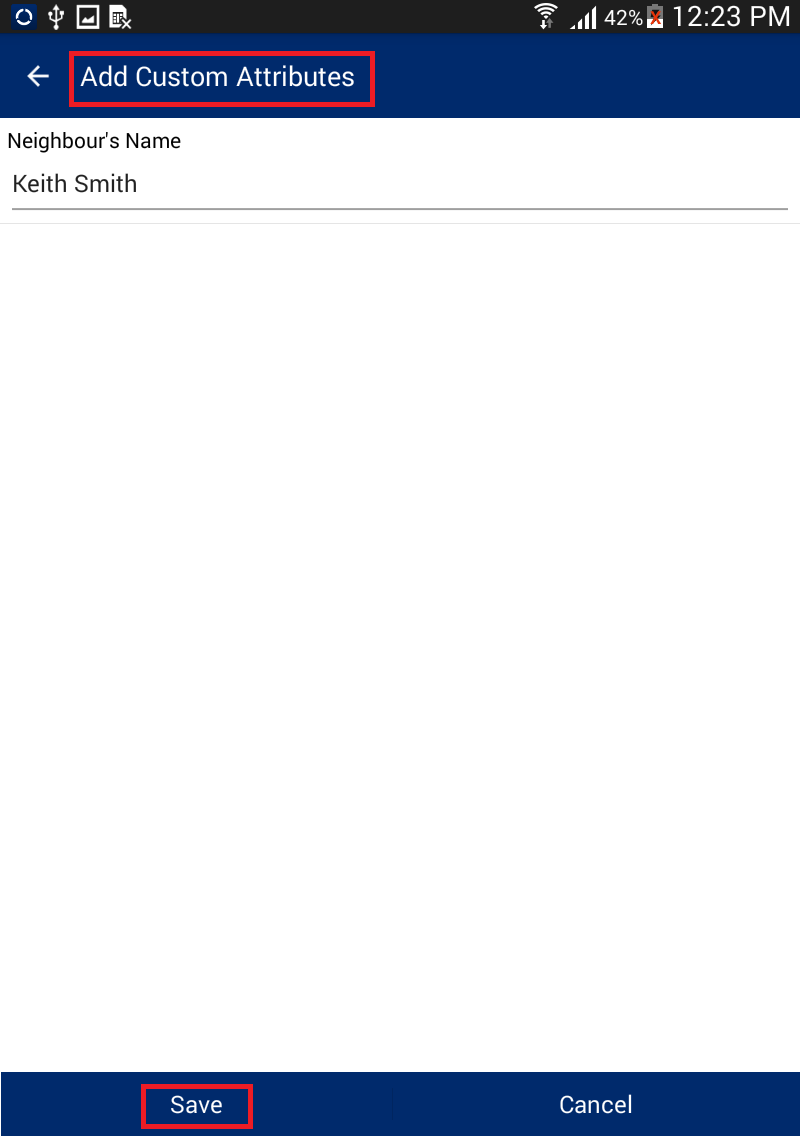 42% 12:23 PM
Add Custom Attributes
Neighbour's Name
Keith Smith
Save Cancel